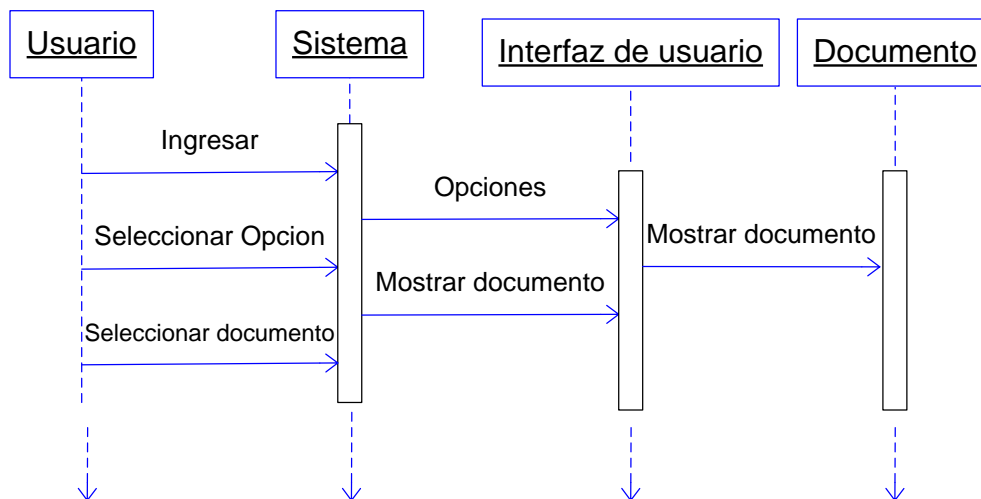 Usuario
Sistema
Interfaz de usuario
Documento
Ingresar
Opciones
Seleccionar Opcion
Mostrar documento
Mostrar documento
Seleccionar documento